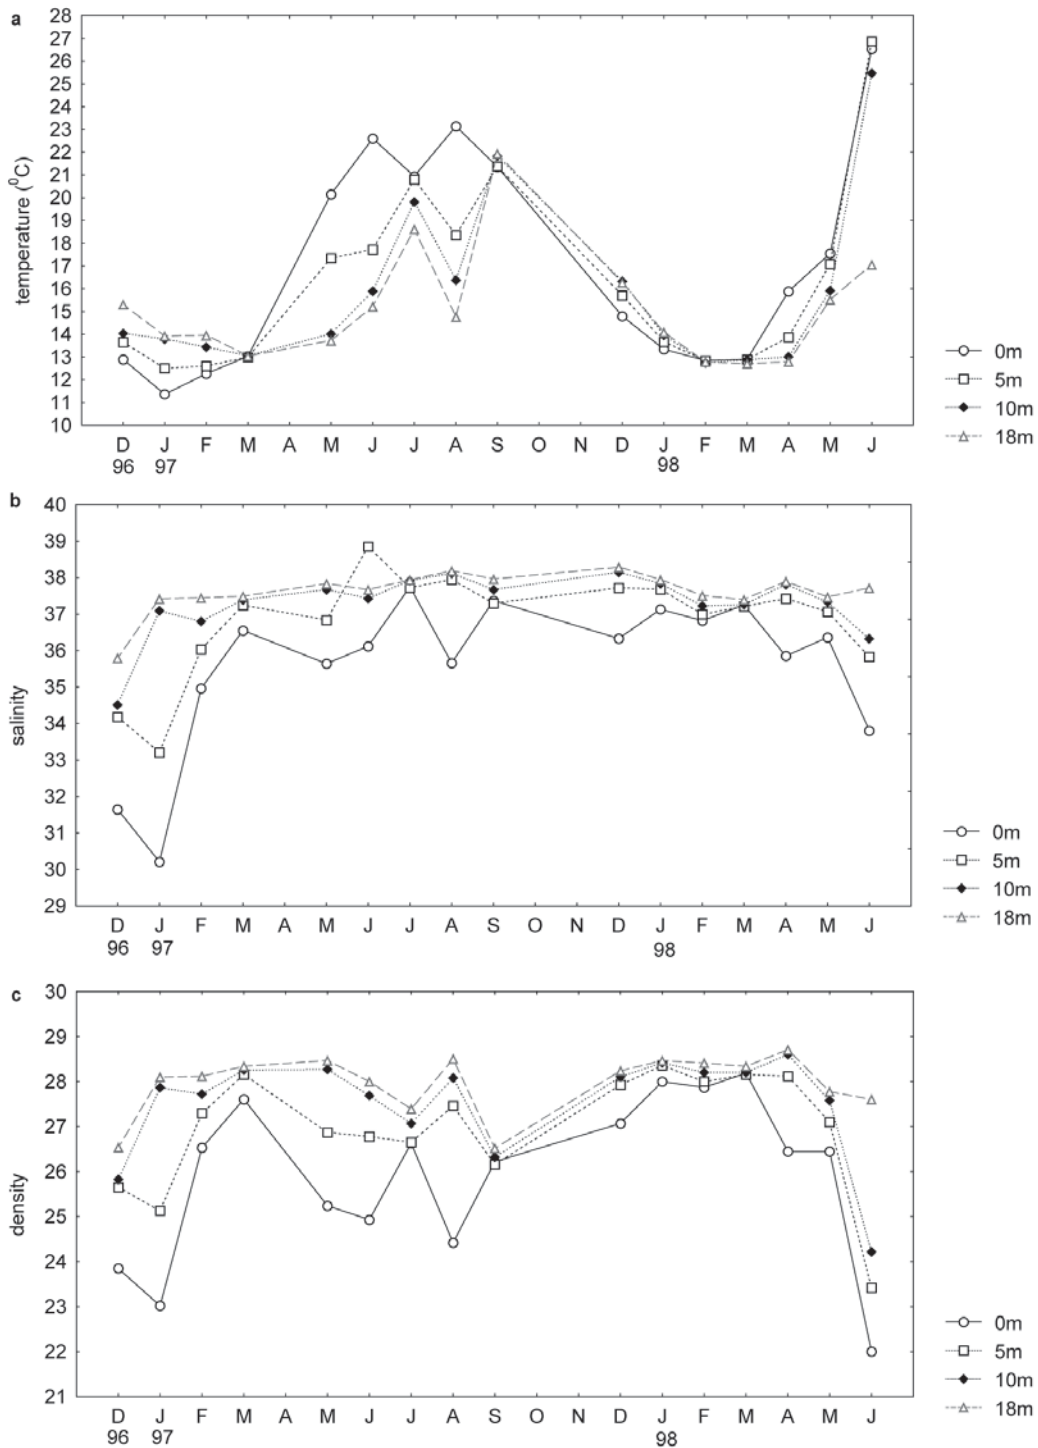 a
28
27
26
25
24
23
22
21
20
19
18
17
16
15
14
13
12
11
10
temperature (⁰C)
D J F M A M J J A S O N D J F M A M J
96 97 98
0m
5m
10m
18m
b
40
39
38
37
36
35
34
33
32
31
30
29
salinity
D J F M A M J J A S O N D J F M A M J
96 97 98
0m
5m
10m
18m
c
30
29
28
27
26
25
24
23
22
21
density
D J F M A M J J A S O N D J F M A M J
96 97 98
0m
5m
10m
18m